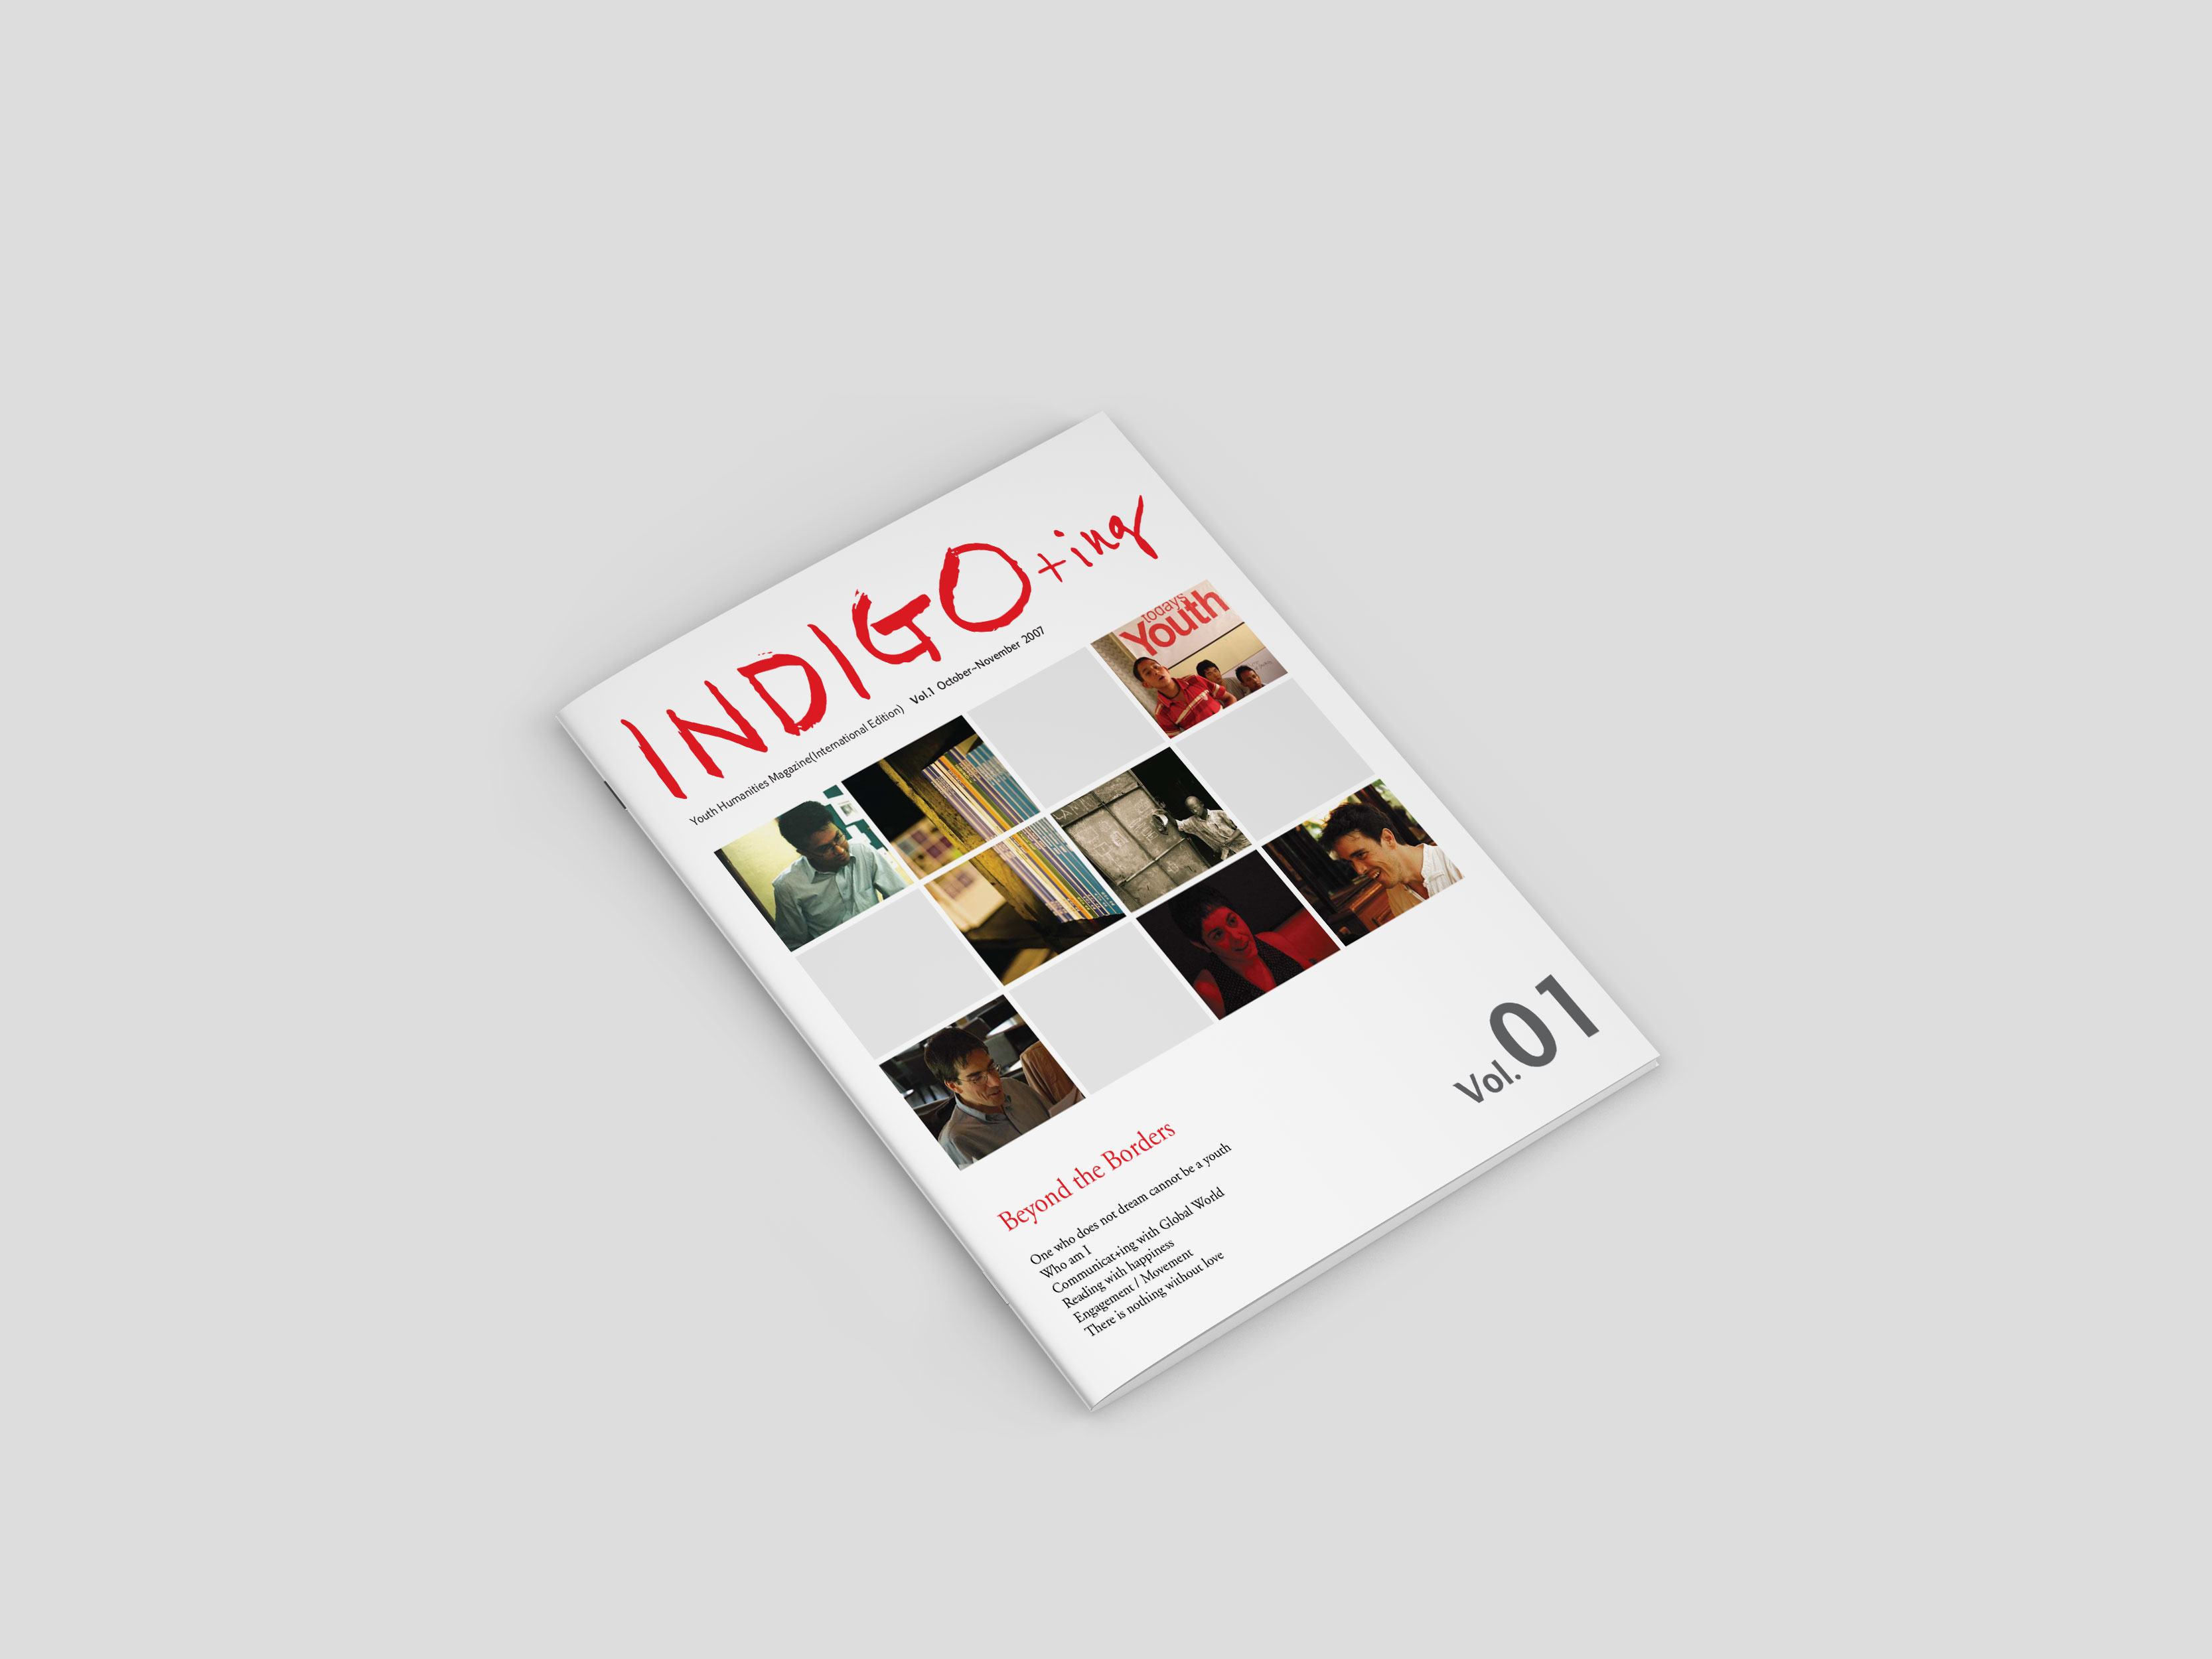 INDIGO+ing
Youth Humanities Magazine(International Edition) Vol.1 October~November 2007
todays
Youth
Beyond the Borders
One who does not dream cannot be a youth
Who am I
Communicat+ing with Global World
Reading with happiness
Engagement / Movement
There is nothing without love
Vol.01